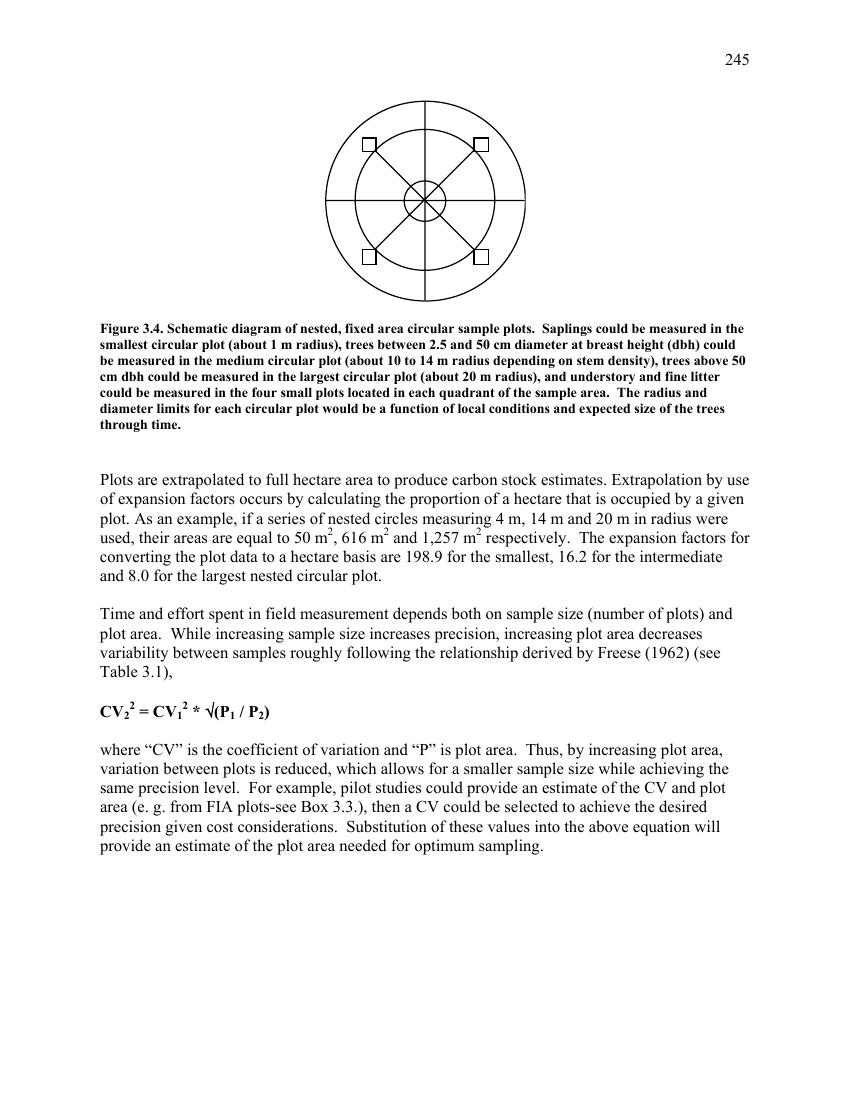 245
Figure 3.4. Schematic diagram of nested, fixed area circular sample plots.  Saplings could be measured in the
smallest circular plot (about 1 m radius), trees between 2.5 and 50 cm diameter at breast height (dbh) could
be measured in the medium circular plot (about 10 to 14 m radius depending on stem density), trees above 50
cm dbh could be measured in the largest circular plot (about 20 m radius), and understory and fine litter
could be measured in the four small plots located in each quadrant of the sample area.  The radius and
diameter limits for each circular plot would be a function of local conditions and expected size of the trees
through time.
Plots are extrapolated to full hectare area to produce carbon stock estimates. Extrapolation by use
of expansion factors occurs by calculating the proportion of a hectare that is occupied by a given
plot. As an example, if a series of nested circles measuring 4 m, 14 m and 20 m in radius were
used, their areas are equal to 50 m², 616 m² and 1,257 m² respectively.  The expansion factors for
converting the plot data to a hectare basis are 198.9 for the smallest, 16.2 for the intermediate
and 8.0 for the largest nested circular plot.
Time and effort spent in field measurement depends both on sample size (number of plots) and
plot area.  While increasing sample size increases precision, increasing plot area decreases
variability between samples roughly following the relationship derived by Freese (1962) (see
Table 3.1),
CV₂² = CV₁² * √(P₁ / P₂)
where “CV” is the coefficient of variation and “P” is plot area.  Thus, by increasing plot area,
variation between plots is reduced, which allows for a smaller sample size while achieving the
same precision level.  For example, pilot studies could provide an estimate of the CV and plot
area (e. g. from FIA plots-see Box 3.3.), then a CV could be selected to achieve the desired
precision given cost considerations.  Substitution of these values into the above equation will
provide an estimate of the plot area needed for optimum sampling.